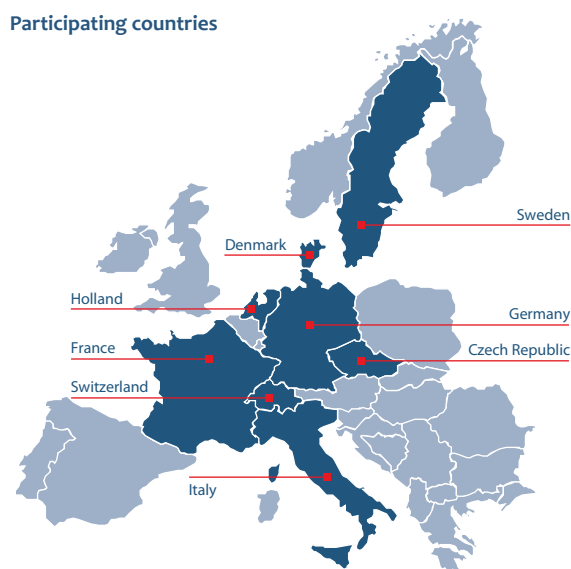 Participating countries
Sweden
Denmark
Holland
Germany
France
Czech Republic
Switzerland
Italy